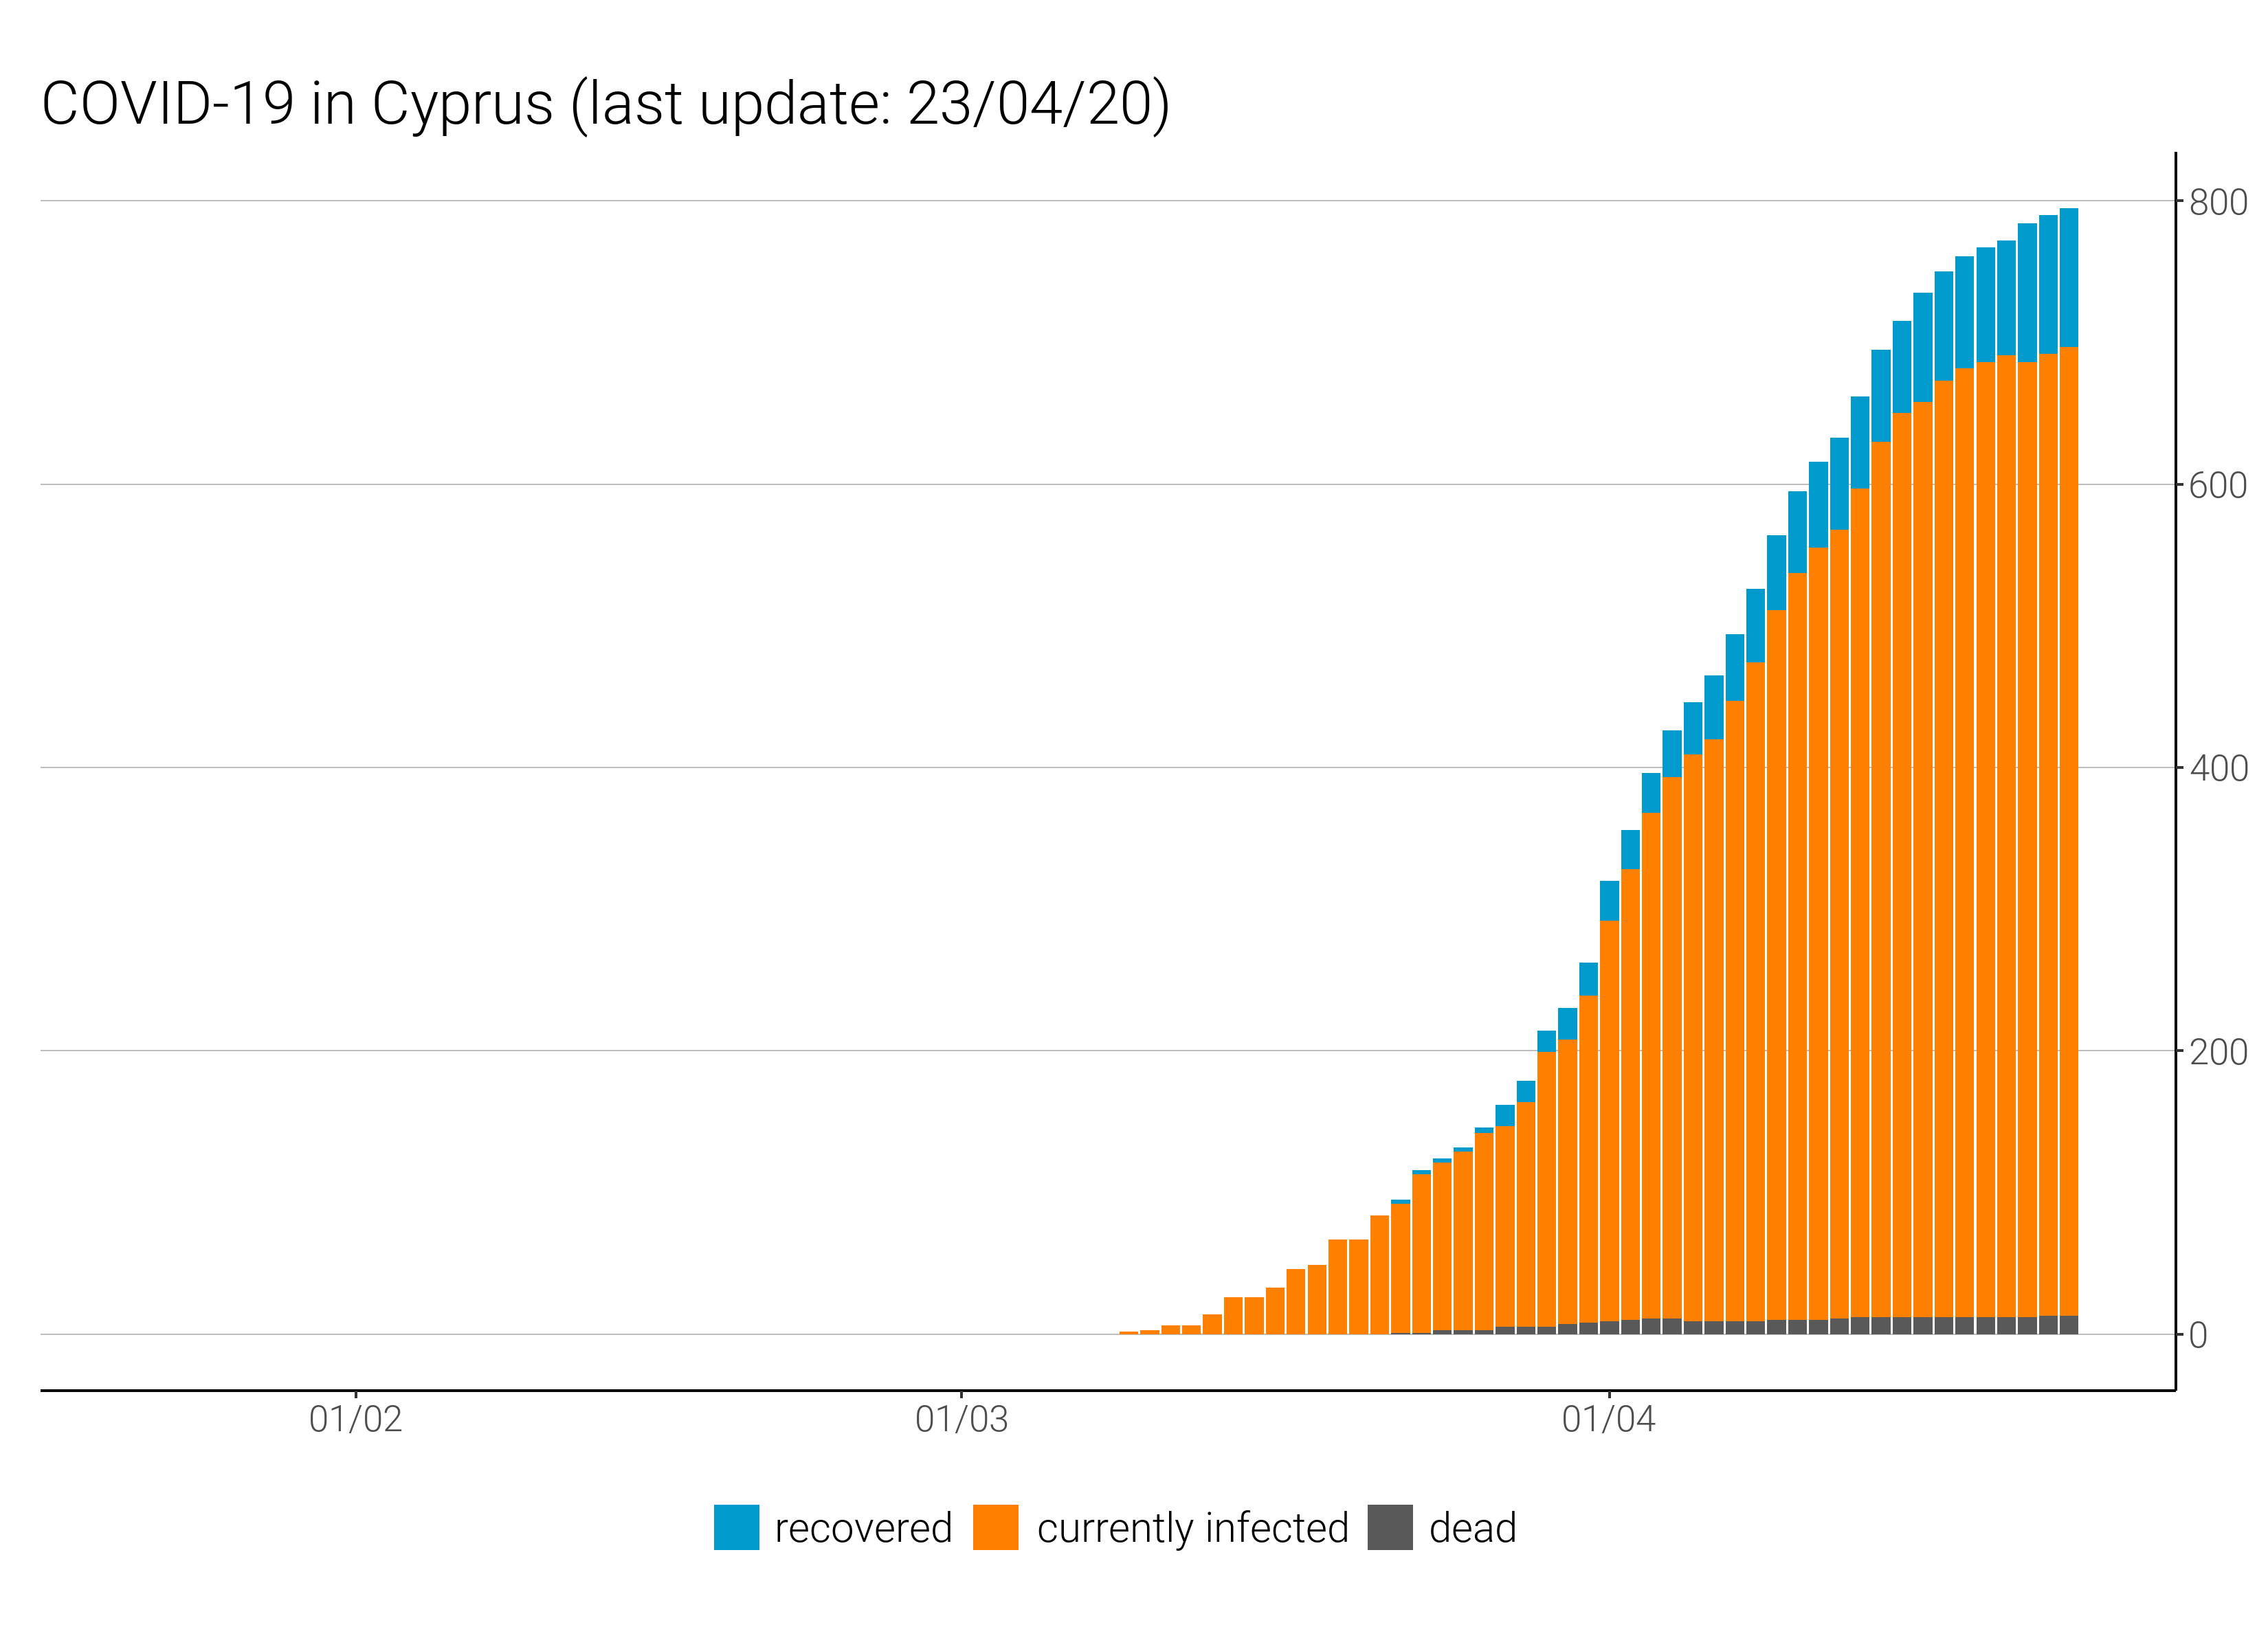 COVID-19 in Cyprus (last update: 23/04/20)
800
600
400
200
0
01/02 01/03 01/04
recovered currently infected dead